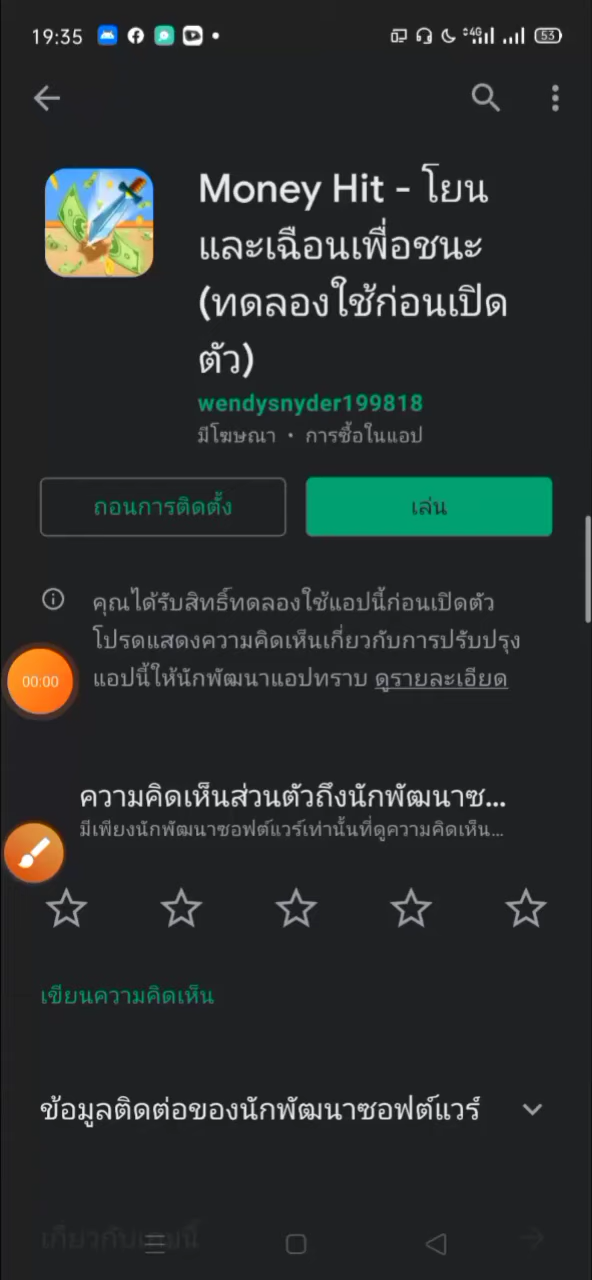 19:35
4G
53
Money Hit - โยน
และเฉือนเพื่อชนะ
(ทดลองใช้ก่อนเปิด
ตัว)
wendysnyder199818
มีโฆษณา • การซื้อในแอป
ถอนการติดตั้ง
เล่น
คุณได้รับสิทธิ์ทดลองใช้แอปนี้ก่อนเปิดตัว
โปรดแสดงความคิดเห็นเกี่ยวกับการปรับปรุง
แอปนี้ให้นักพัฒนาแอปทราบ ดูรายละเอียด
00:00
ความคิดเห็นส่วนตัวถึงนักพัฒนาซ...
มีเพียงนักพัฒนาซอฟต์แวร์เท่านั้นที่ดูความคิดเห็น...
เขียนความคิดเห็น
ข้อมูลติดต่อของนักพัฒนาซอฟต์แวร์
เกี่ยวกับเกมนี้